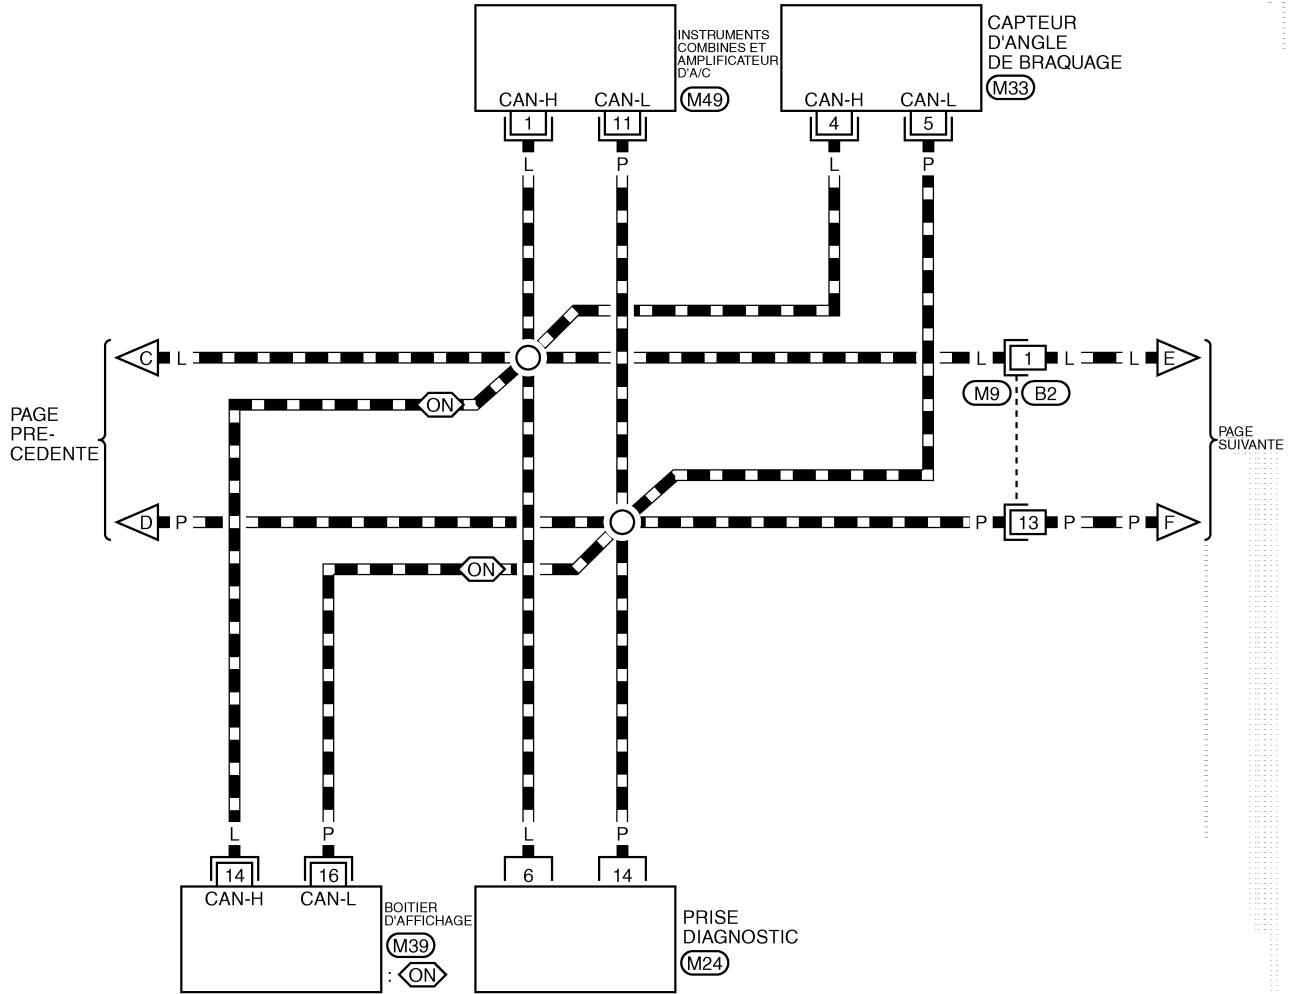 INSTRUMENTS
COMBINES ET
AMPLIFICATEUR
D'A/C
M49
CAPTEUR
D'ANGLE
DE BRAQUAGE
M33
CAN-H
CAN-L
CAN-H
CAN-L
1
11
4
5
L
P
L
P
C
L
L
1
L
L
E
M9
B2
ON
PAGE
PRE-
CEDENTE
PAGE
SUIVANTE
D
P
P
13
P
P
F
ON
L
P
L
P
14
16
6
14
CAN-H
CAN-L
BOITIER
D'AFFICHAGE
M39
: ON
PRISE
DIAGNOSTIC
M24